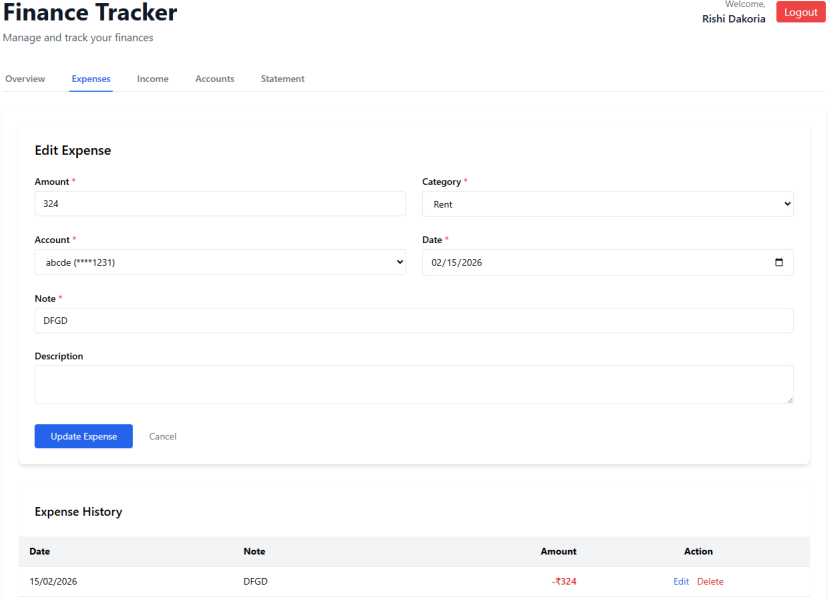 Finance Tracker
Manage and track your finances
Welcome,
Rishi Dakoria
Logout
Overview Expenses Income Accounts Statement
Edit Expense
Amount * Category *
324 Rent
Account * Date *
abcde (****1231) 02/15/2026
Note *
DFGD
Description
Update Expense Cancel
Expense History
Date Note Amount Action
15/02/2026 DFGD -₹324 Edit Delete